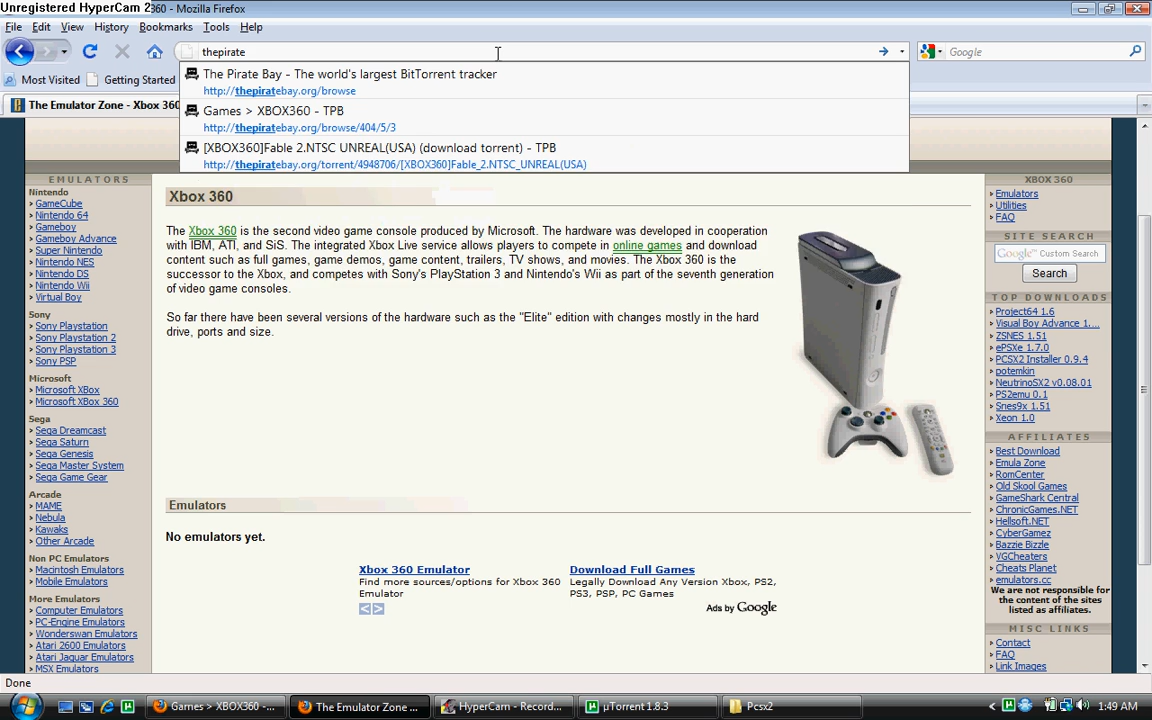 Unregistered HyperCam 2
360 - Mozilla Firefox
File Edit View History Bookmarks Tools Help
thepirate
Google
Most Visited Getting Started
The Pirate Bay - The world's largest BitTorrent tracker
http://thepiratebay.org/browse
Games > XBOX360 - TPB
http://thepiratebay.org/browse/404/5/3
[XBOX360]Fable 2.NTSC UNREAL(USA) (download torrent) - TPB
http://thepiratebay.org/torrent/4948706/[XBOX360]Fable_2.NTSC_UNREAL(USA)
The Emulator Zone - Xbox 360
EMULATORS
Nintendo
GameCube
Nintendo 64
Gameboy
Gameboy Advance
Super Nintendo
Nintendo NES
Nintendo DS
Nintendo Wii
Virtual Boy
Sony
Sony Playstation
Sony Playstation 2
Sony Playstation 3
Sony PSP
Microsoft
Microsoft XBox
Microsoft XBox 360
Sega
Sega Dreamcast
Sega Saturn
Sega Genesis
Sega Master System
Sega Game Gear
Arcade
MAME
Nebula
Kawaks
Other Arcade
Non PC Emulators
Macintosh Emulators
Mobile Emulators
More Emulators
Computer Emulators
PC-Engine Emulators
Wonderswan Emulators
Atari 2600 Emulators
Atari Jaguar Emulators
MSX Emulators
Xbox 360
The Xbox 360 is the second video game console produced by Microsoft. The hardware was developed in cooperation
with IBM, ATI, and SiS. The integrated Xbox Live service allows players to compete in online games and download
content such as full games, game demos, game content, trailers, TV shows, and movies. The Xbox 360 is the
successor to the Xbox, and competes with Sony's PlayStation 3 and Nintendo's Wii as part of the seventh generation
of video game consoles.
So far there have been several versions of the hardware such as the "Elite" edition with changes mostly in the hard
drive, ports and size.
Emulators
No emulators yet.
Xbox 360 Emulator
Find more sources/options for Xbox 360
Emulator
Download Full Games
Legally Download Any Version Xbox, PS2,
PS3, PSP, PC Games
Ads by Google
XBOX 360
Emulators
Utilities
FAQ
SITE SEARCH
Google™ Custom Search
Search
TOP DOWNLOADS
Project64 1.6
Visual Boy Advance 1....
ZSNES 1.51
ePSXe 1.7.0
PCSX2 Installer 0.9.4
potemkin
NeutrinoSX2 v0.08.01
PS2emu 0.1
Snes9x 1.51
Xeon 1.0
AFFILIATES
Best Download
Emula Zone
RomCenter
Old Skool Games
GameShark Central
ChronicGames.NET
Hellsoft.NET
CyberGamez
Bazzie Bizzle
VGCheaters
Cheats Planet
emulators.cc
We are not responsible for
the content of the sites
listed as affiliates.
MISC LINKS
Contact
FAQ
Link Images
Done
Games > XBOX360 -...
The Emulator Zone ...
HyperCam - Record...
µTorrent 1.8.3
Pcsx2
1:49 AM